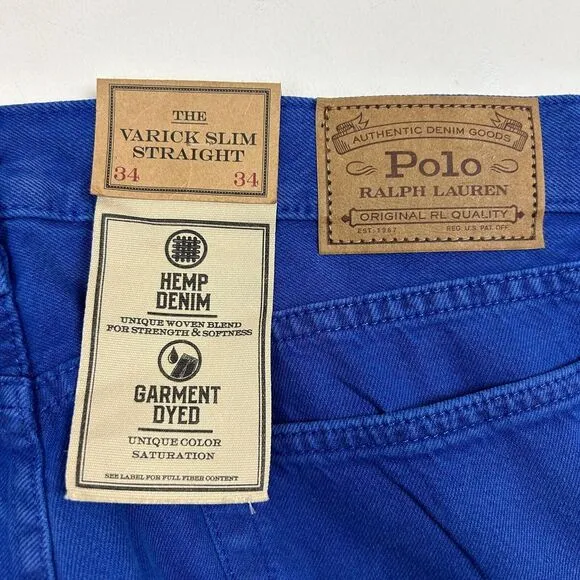 THE
VARICK SLIM
STRAIGHT
34 34
HEMP
DENIM
UNIQUE WOVEN BLEND
FOR STRENGTH & SOFTNESS
GARMENT
DYED
UNIQUE COLOR
SATURATION
SEE LABEL FOR FULL FIBER CONTENT
AUTHENTIC DENIM GOODS
Polo
RALPH LAUREN
ORIGINAL RL QUALITY
EST. 1967 REG. U.S. PAT. OFF.